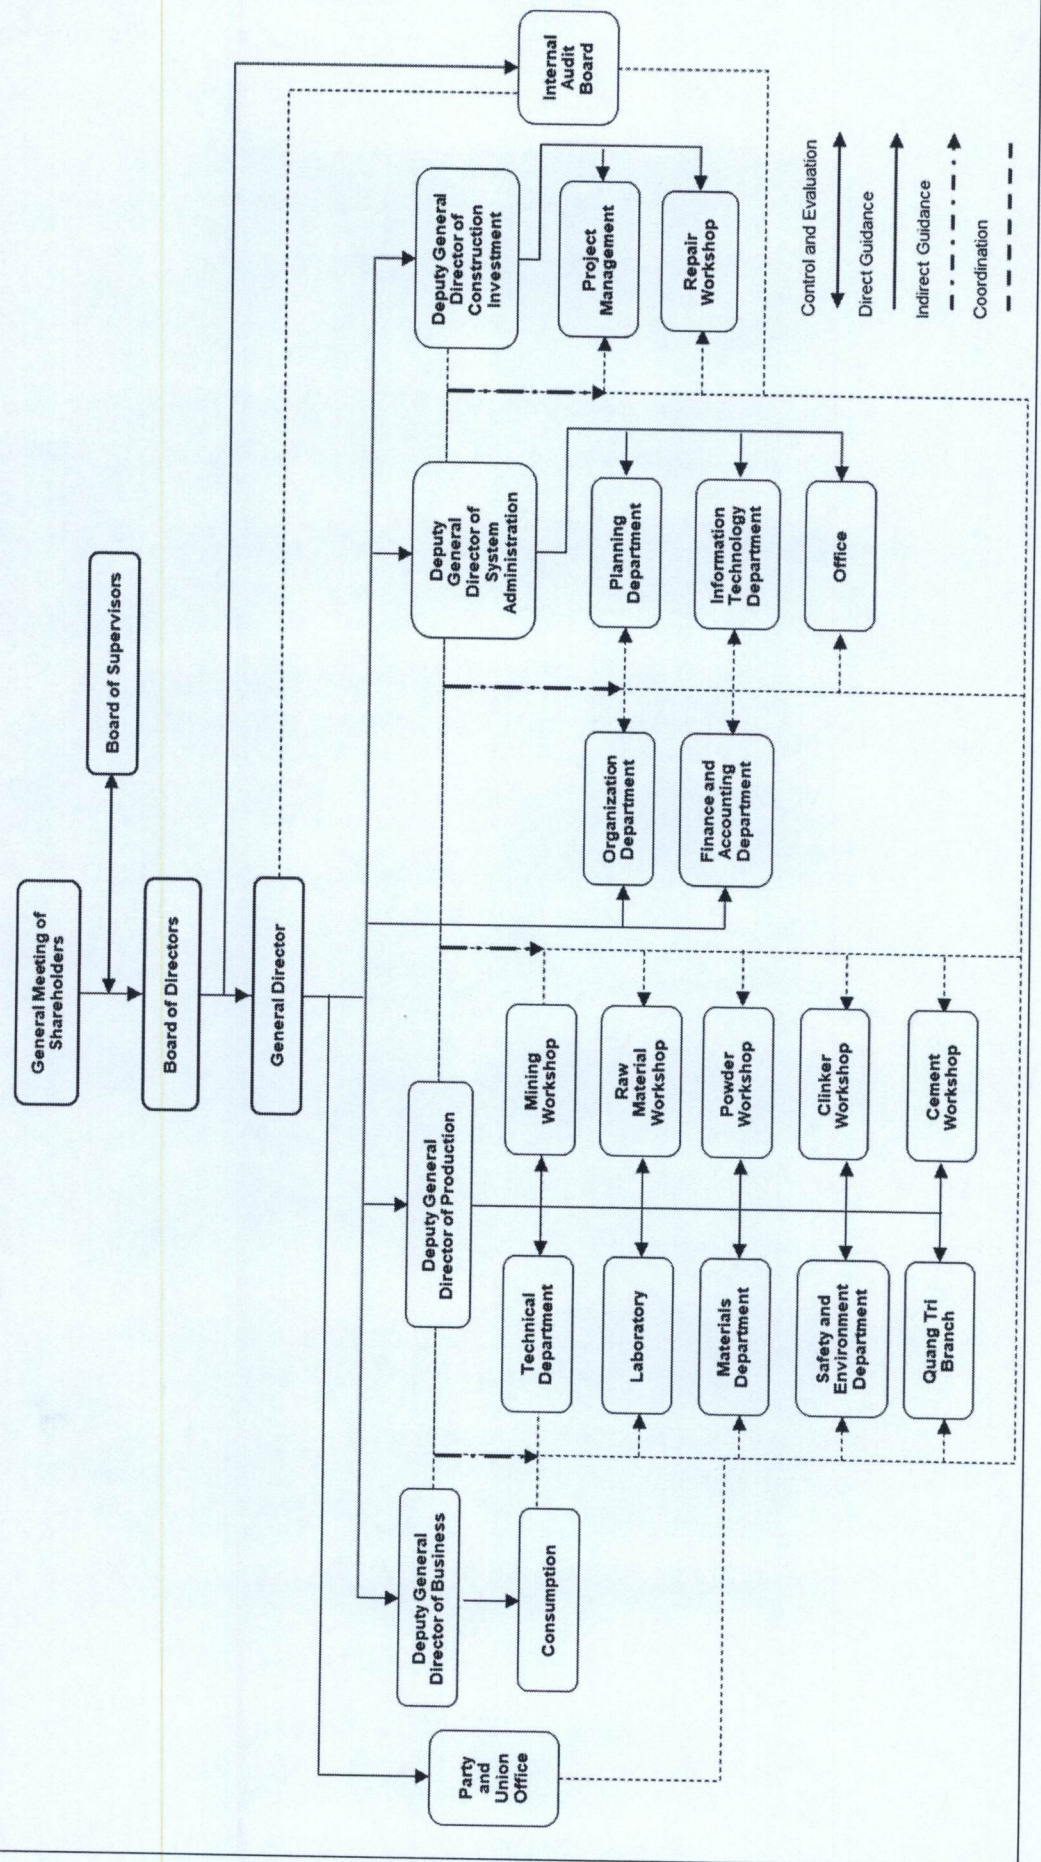 General Meeting of
Shareholders
Board of Supervisors
Board of Directors
General Director
Party
and
Union
Office
Deputy General
Director of Business
Deputy General
Director of Production
Deputy
General
Director of
System
Administration
Deputy General
Director of
Construction
Investment
Internal
Audit
Board
Consumption
Technical
Department
Laboratory
Materials
Department
Safety and
Environment
Department
Quang Tri
Branch
Mining
Workshop
Raw
Material
Workshop
Powder
Workshop
Clinker
Workshop
Cement
Workshop
Organization
Department
Finance and
Accounting
Department
Planning
Department
Information
Technology
Department
Office
Project
Management
Repair
Workshop
Control and Evaluation
Direct Guidance
Indirect Guidance
Coordination